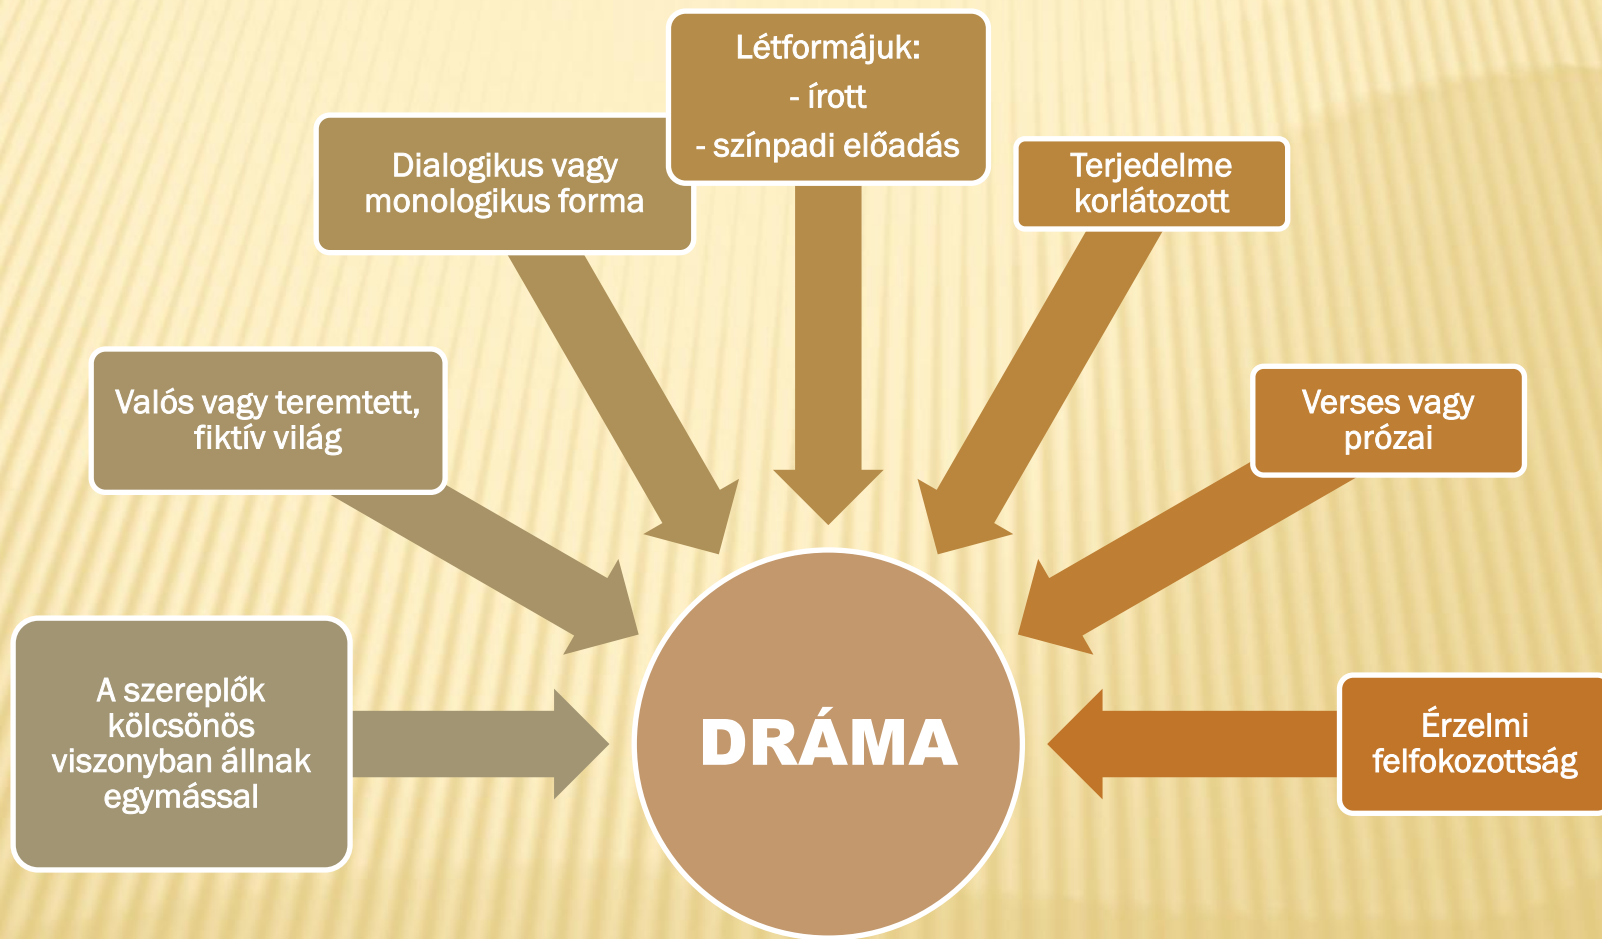 Létformájuk:
- írott
- színpadi előadás
Dialogikus vagy
monologikus forma
Terjedelme
korlátozott
Valós vagy teremtett,
fiktív világ
Verses vagy
prózai
A szereplők
kölcsönös
viszonyban állnak
egymással
DRÁMA
Érzelmi
felfokozottság